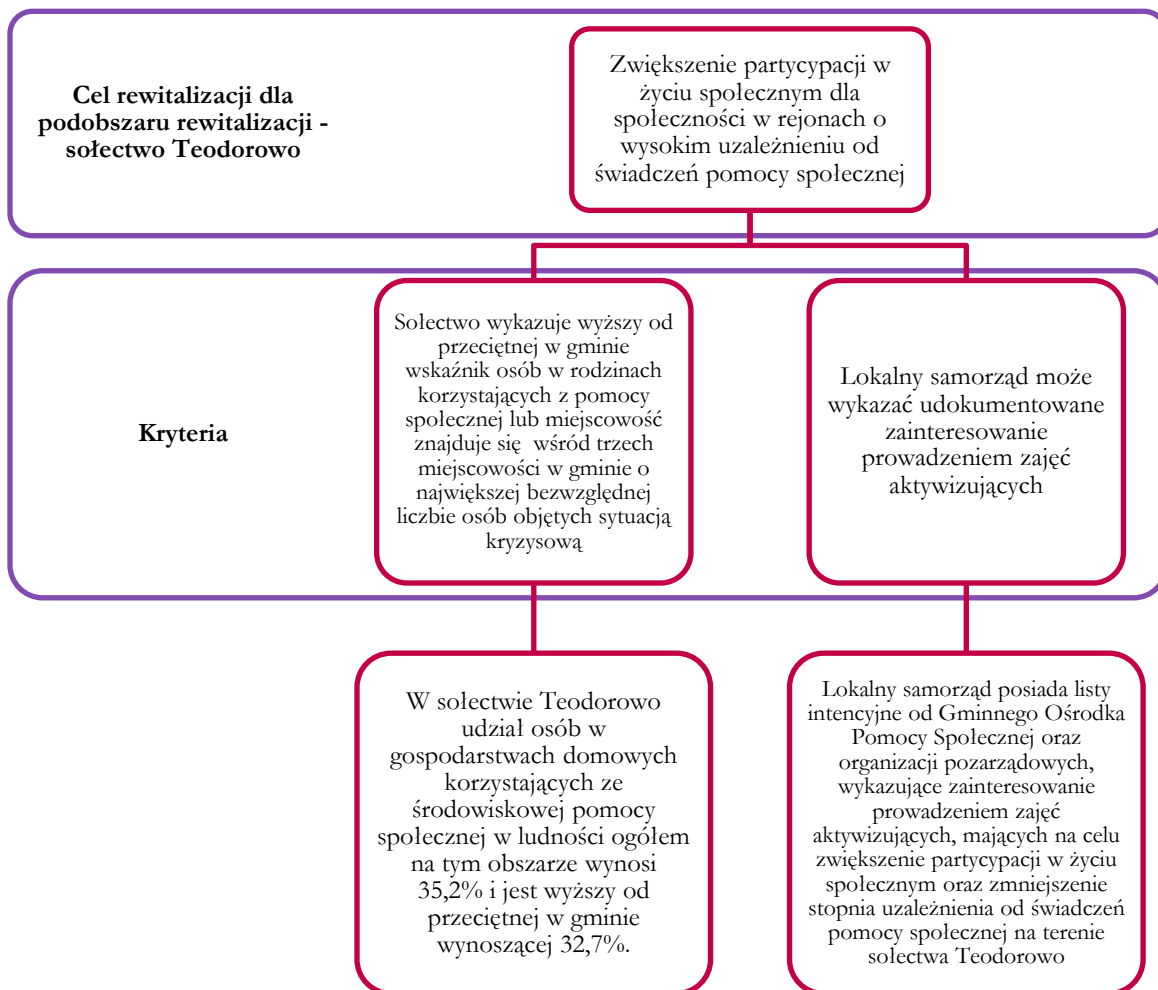 Cel rewitalizacji dla
podobszaru rewitalizacji -
sołectwo Teodorowo
Zwiększenie partycypacji w
życiu społecznym dla
społeczności w rejonach o
wysokim uzależnieniu od
świadczeń pomocy społecznej
Kryteria
Sołectwo wykazuje wyższy od
przeciętnej w gminie
wskaźnik osób w rodzinach
korzystających z pomocy
społecznej lub miejscowość
znajduje się wśród trzech
miejscowości w gminie o
największej bezwzględnej
liczbie osób objętych sytuacją
kryzysową
Lokalny samorząd może
wykazać udokumentowane
zainteresowanie
prowadzeniem zajęć
aktywizujących
W sołectwie Teodorowo
udział osób w
gospodarstwach domowych
korzystających ze
środowiskowej pomocy
społecznej w ludności ogółem
na tym obszarze wynosi
35,2% i jest wyższy od
przeciętnej w gminie
wynoszącej 32,7%.
Lokalny samorząd posiada listy
intencyjne od Gminnego Ośrodka
Pomocy Społecznej oraz
organizacji pozarządowych,
wykazujące zainteresowanie
prowadzeniem zajęć
aktywizujących, mających na celu
zwiększenie partycypacji w życiu
społecznym oraz zmniejszenie
stopnia uzależnienia od świadczeń
pomocy społecznej na terenie
sołectwa Teodorowo